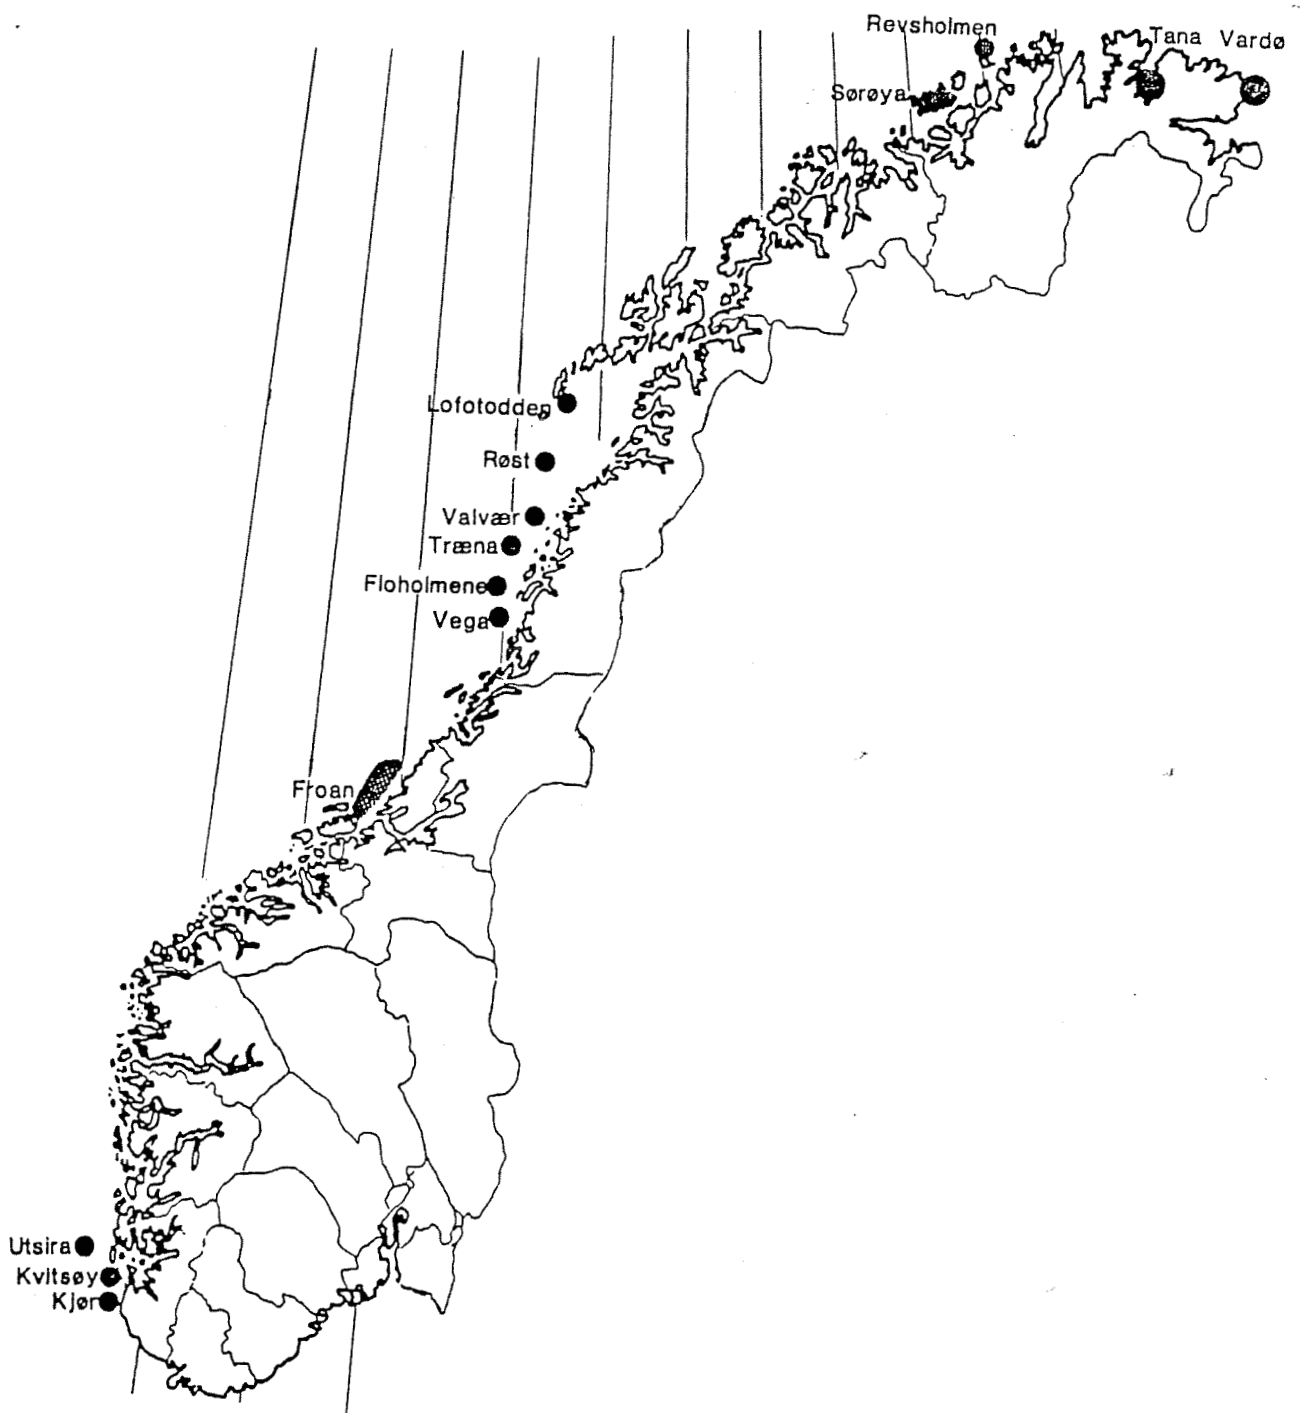 Revsholmen
Tana Vardø
Sørøya
Lofotodden
Røst
Valvær
Træna
Floholmene
Vega
Froan
Utsira
Kvitsøy
Kjør